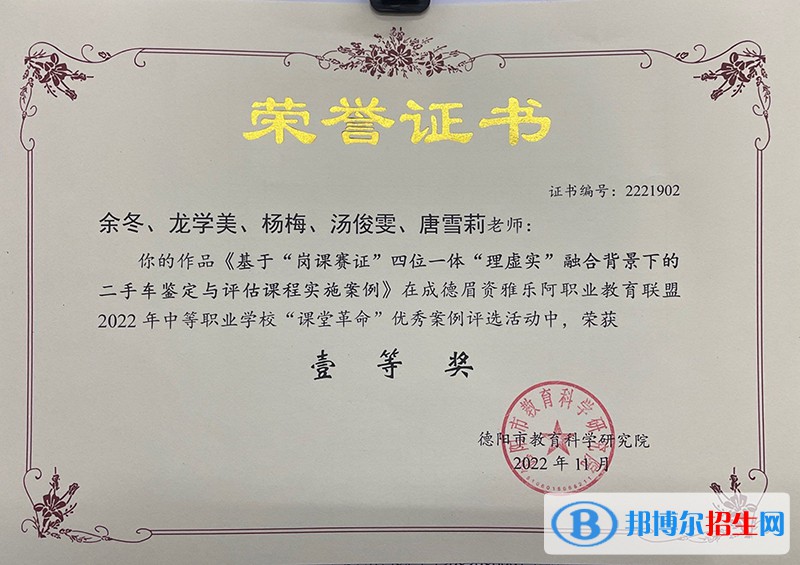 荣誉证书
证书编号：2221902
余冬、龙学美、杨梅、汤俊雯、唐雪莉老师：
你的作品《基于“岗课赛证”四位一体“理虚实”融合背景下的
二手车鉴定与评估课程实施案例》在成德眉资雅乐阿职业教育联盟
2022年中等职业学校“课堂革命”优秀案例评选活动中，荣获
壹等奖
德阳市教育科学研究院
2022年11月
邦博尔招生网